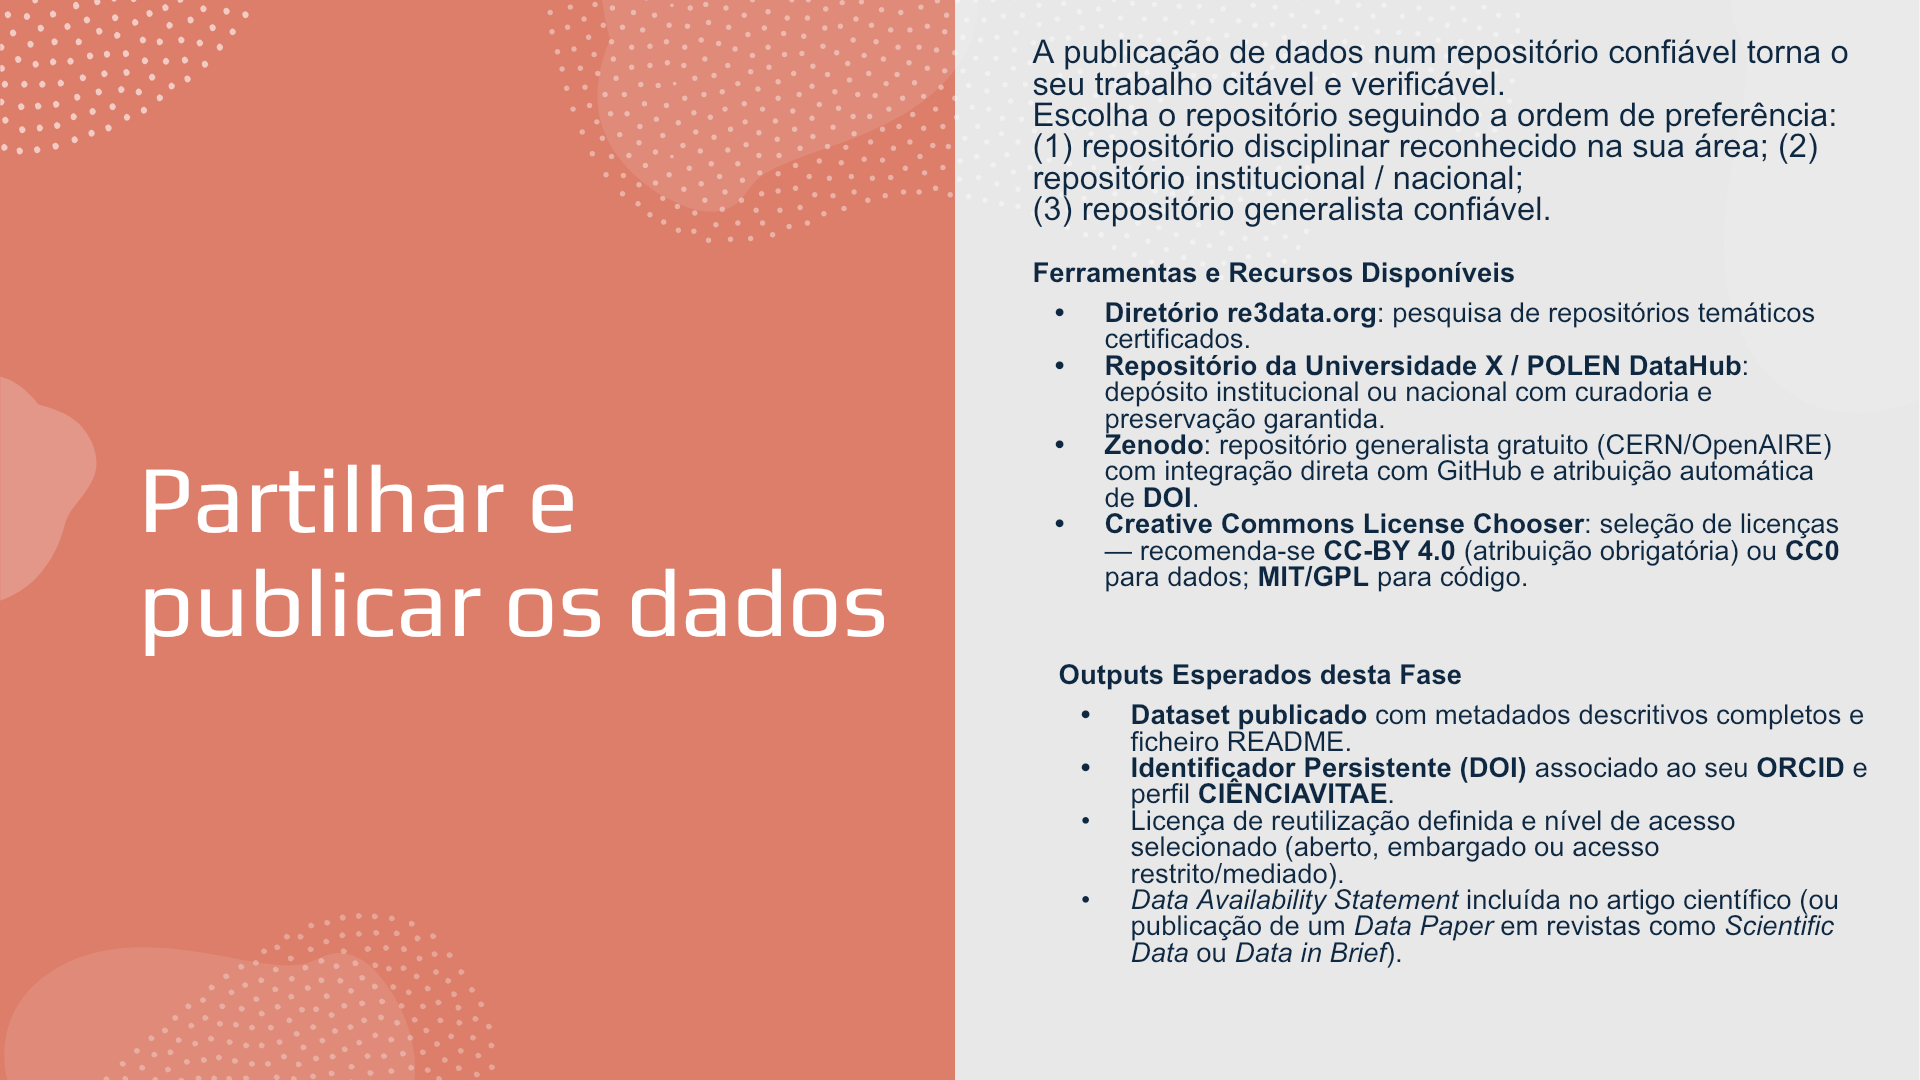 Partilhar e
publicar os dados
A publicação de dados num repositório confiável torna o
seu trabalho citável e verificável.
Escolha o repositório seguindo a ordem de preferência:
(1) repositório disciplinar reconhecido na sua área; (2)
repositório institucional / nacional;
(3) repositório generalista confiável.
Ferramentas e Recursos Disponíveis
• Diretório re3data.org: pesquisa de repositórios temáticos
certificados.
• Repositório da Universidade X / POLEN DataHub:
depósito institucional ou nacional com curadoria e
preservação garantida.
• Zenodo: repositório generalista gratuito (CERN/OpenAIRE)
com integração direta com GitHub e atribuição automática
de DOI.
• Creative Commons License Chooser: seleção de licenças
— recomenda-se CC-BY 4.0 (atribuição obrigatória) ou CC0
para dados; MIT/GPL para código.
Outputs Esperados desta Fase
• Dataset publicado com metadados descritivos completos e
ficheiro README.
• Identificador Persistente (DOI) associado ao seu ORCID e
perfil CIÊNCIAVITAE.
• Licença de reutilização definida e nível de acesso
selecionado (aberto, embargado ou acesso
restrito/mediado).
• Data Availability Statement incluída no artigo científico (ou
publicação de um Data Paper em revistas como Scientific
Data ou Data in Brief).